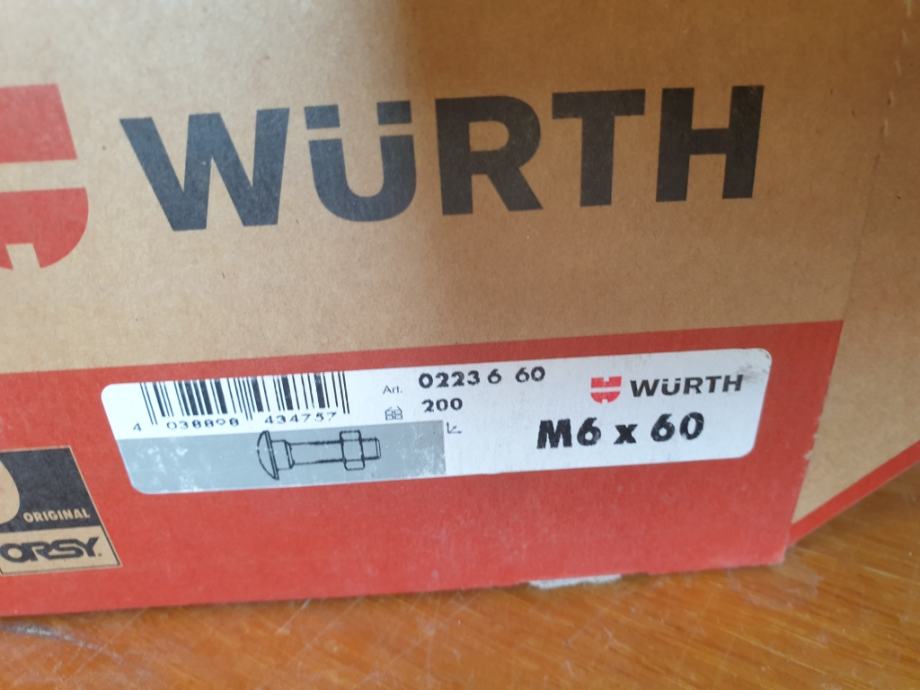 WÜRTH
Art. 0223 6 60
200
WÜRTH
M6 x 60
4 038898 434757
ORIGINAL
ORSY.